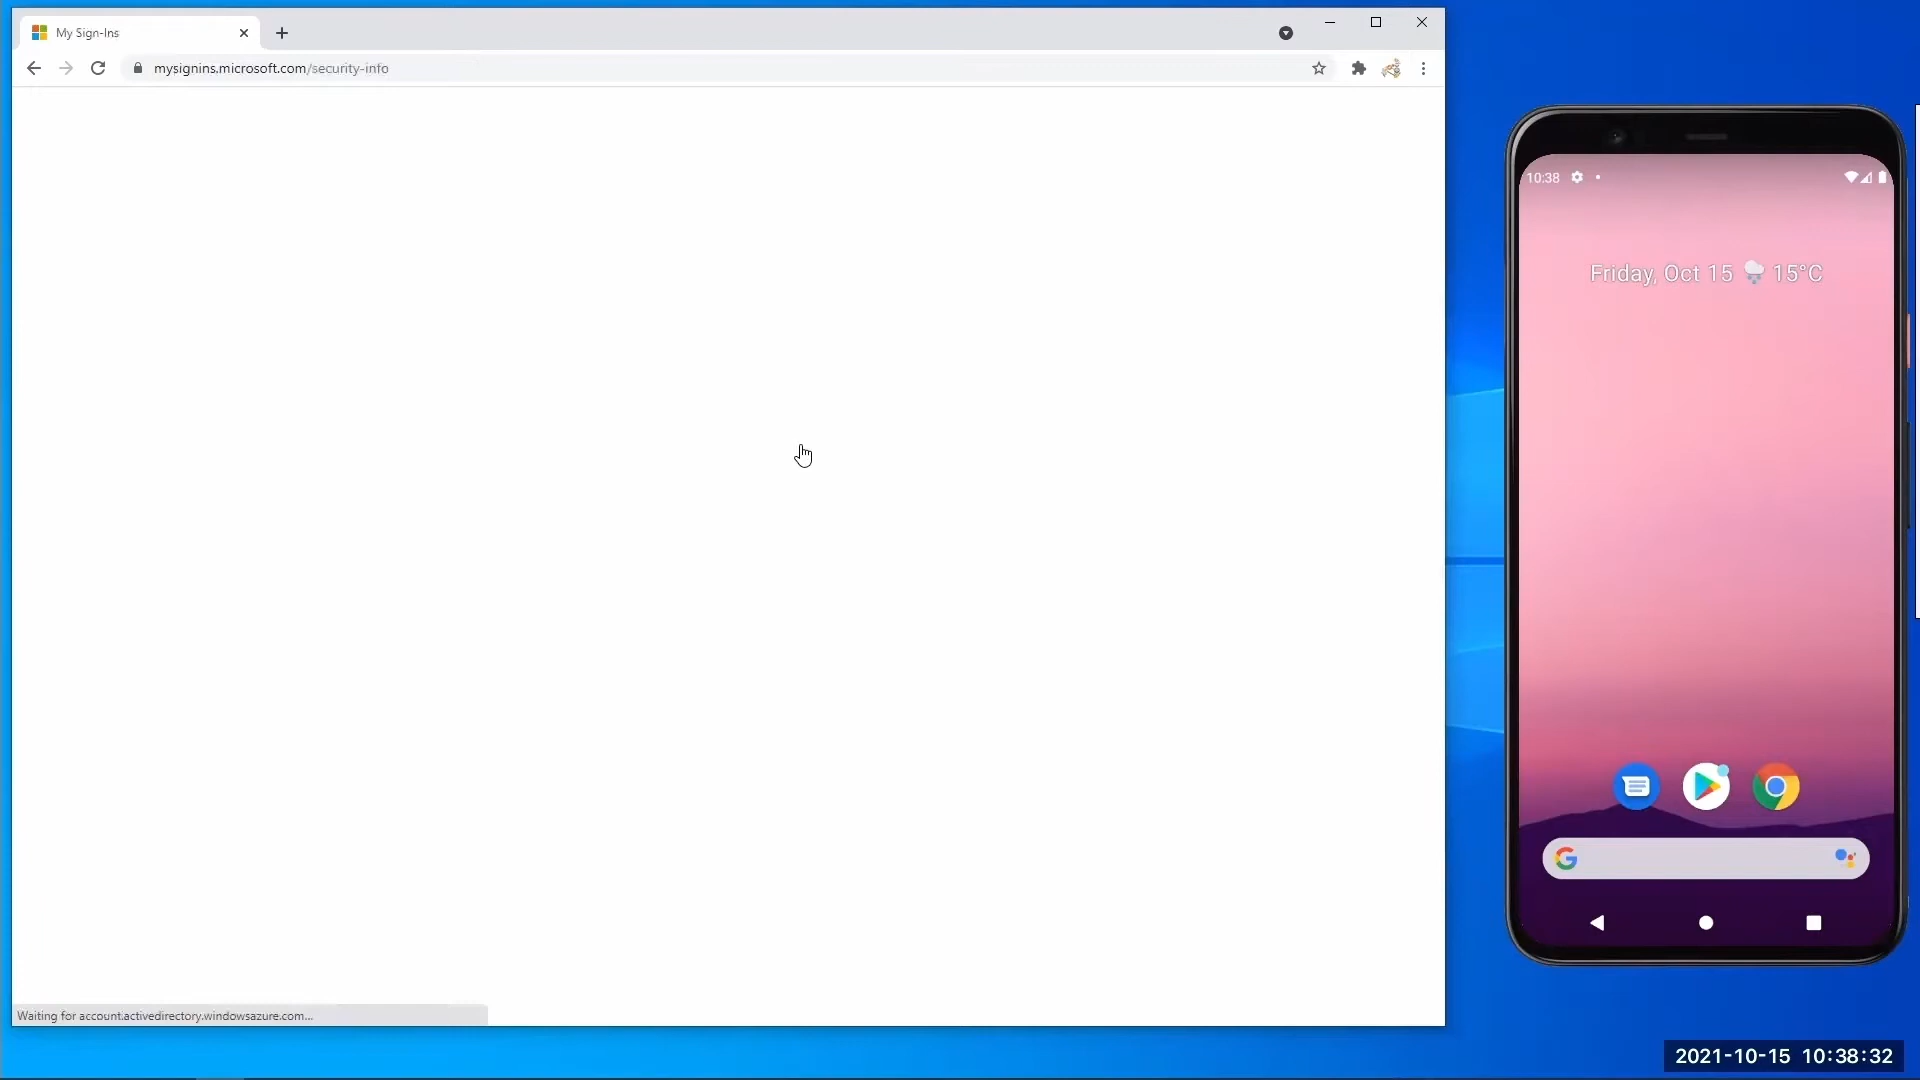 My Sign-Ins
mysignins.microsoft.com/security-info
10:38
Friday, Oct 15 15°C
Waiting for account.activedirectory.windowsazure.com...
2021-10-15 10:38:32